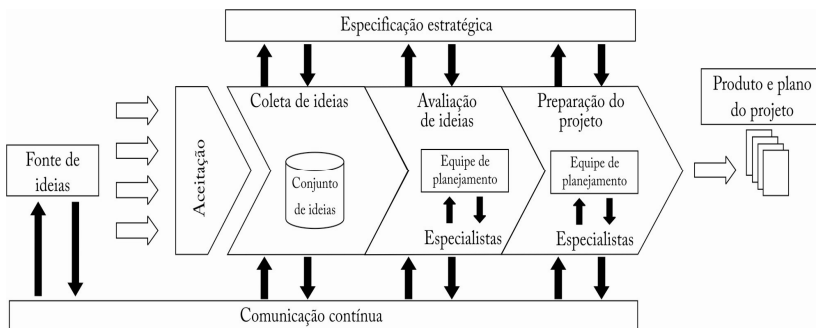 Especificação estratégica
Fonte de
ideias
Aceitação
Coleta de ideias
Conjunto
de ideias
Avaliação
de ideias
Equipe de
planejamento
Especialistas
Preparação do
projeto
Equipe de
planejamento
Especialistas
Produto e plano
do projeto
Comunicação contínua